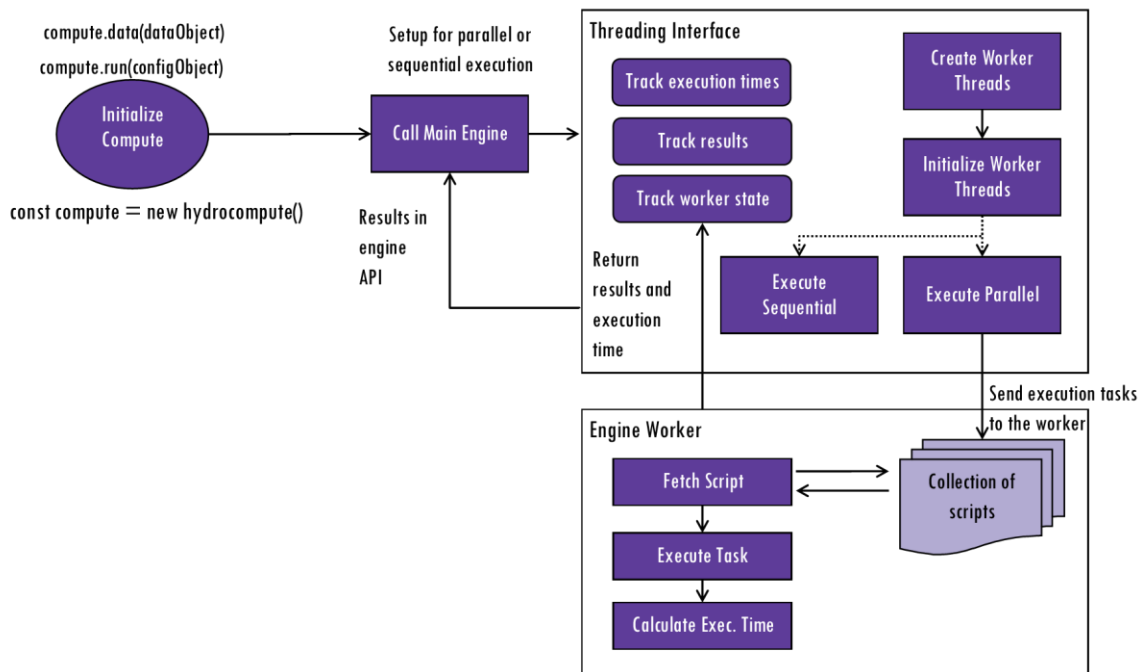 compute.data(dataObject)
compute.run(configObject)
Initialize
Compute
const compute = new hydrocompute()
Setup for parallel or
sequential execution
Call Main Engine
Results in
engine
API
Threading Interface
Track execution times
Track results
Track worker state
Create Worker
Threads
Initialize Worker
Threads
Execute
Sequential
Execute Parallel
Return
results and
execution
time
Send execution tasks
to the worker
Engine Worker
Fetch Script
Execute Task
Calculate Exec. Time
Collection of
scripts